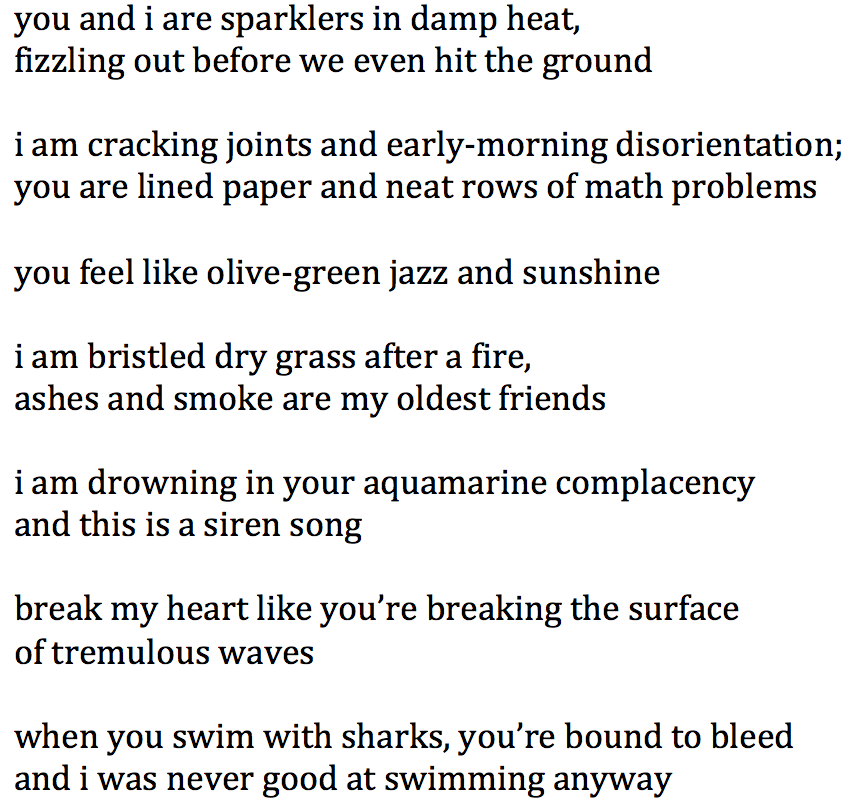 you and i are sparklers in damp heat,
fizzling out before we even hit the ground
i am cracking joints and early-morning disorientation;
you are lined paper and neat rows of math problems
you feel like olive-green jazz and sunshine
i am bristled dry grass after a fire,
ashes and smoke are my oldest friends
i am drowning in your aquamarine complacency
and this is a siren song
break my heart like you’re breaking the surface
of tremulous waves
when you swim with sharks, you’re bound to bleed
and i was never good at swimming anyway